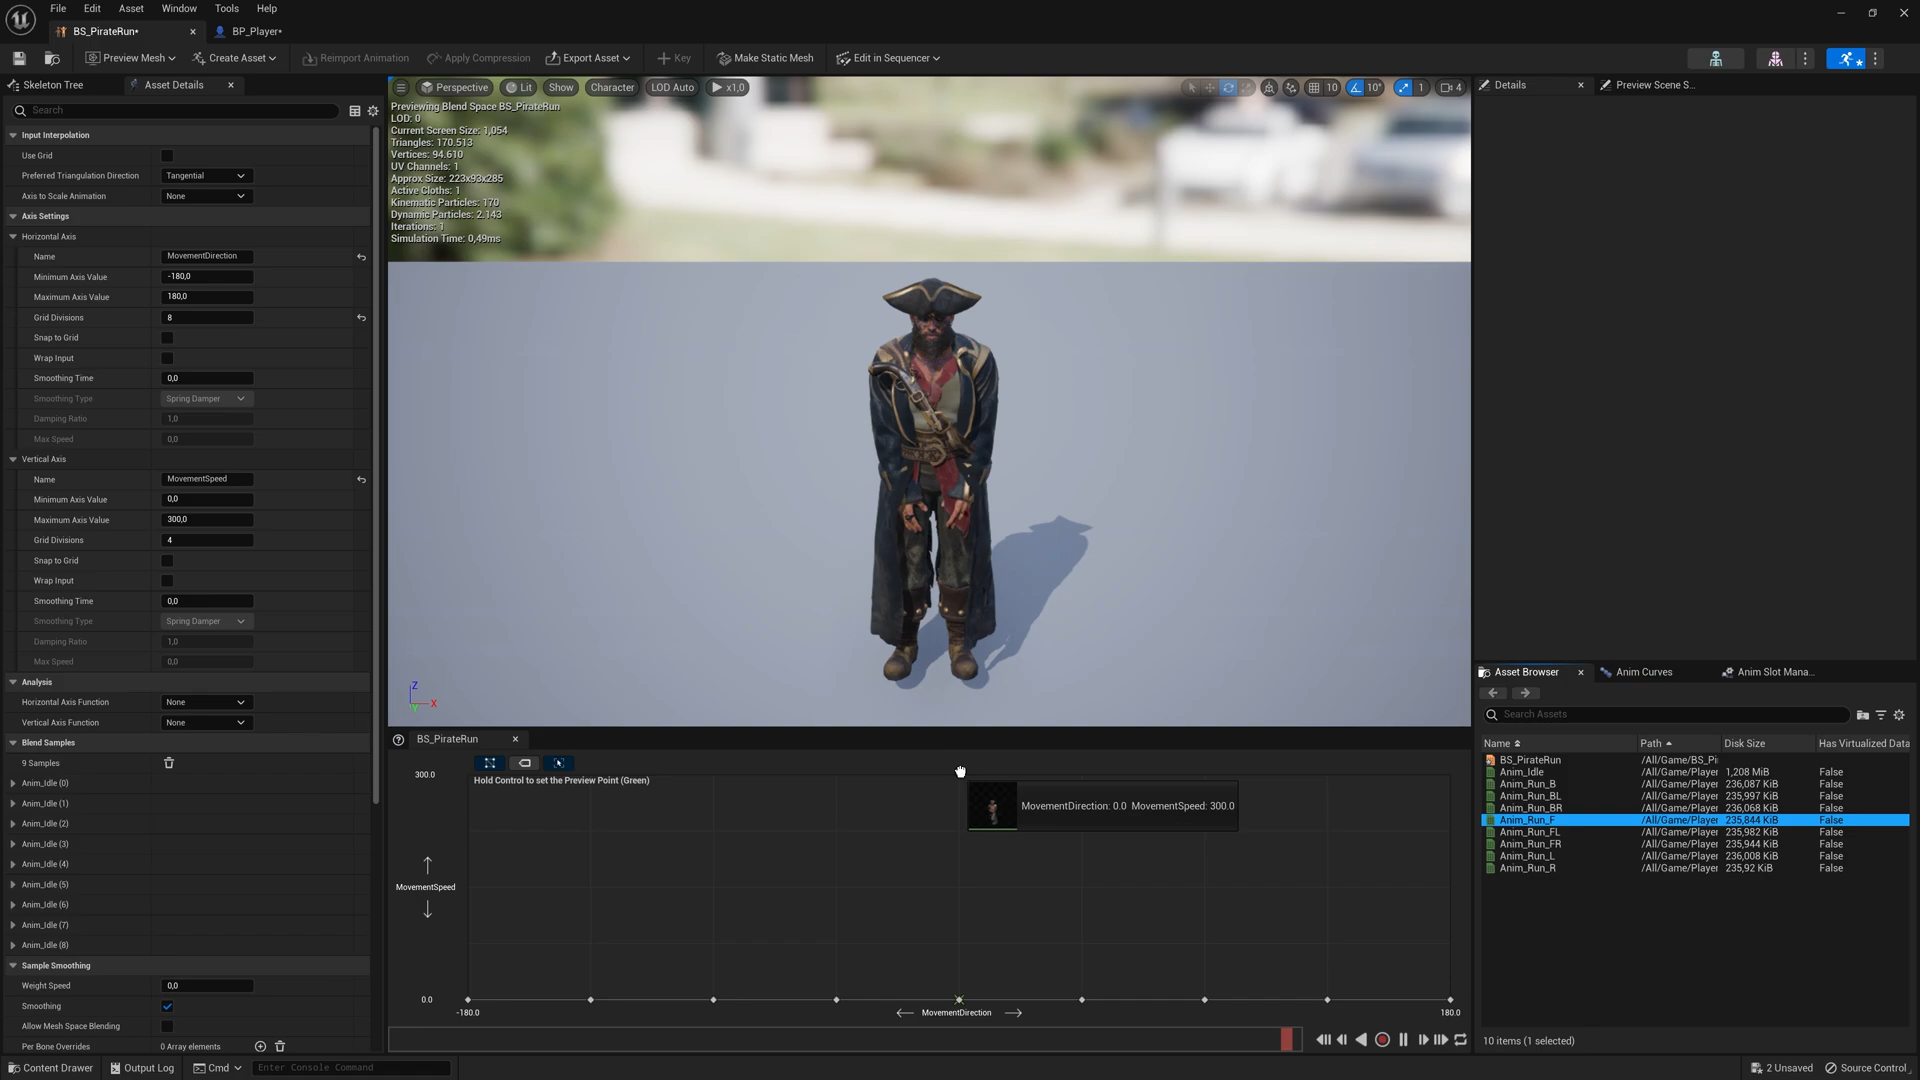 File Edit Asset Window Tools Help
BS_PirateRun* BP_Player*
Preview Mesh Create Asset Reimport Animation Apply Compression Export Asset Key Make Static Mesh Edit in Sequencer
Skeleton Tree Asset Details
Search
Input Interpolation
Use Grid
Preferred Triangulation Direction Tangential
Axis to Scale Animation None
Axis Settings
Horizontal Axis
Name MovementDirection
Minimum Axis Value -180,0
Maximum Axis Value 180,0
Grid Divisions 8
Snap to Grid
Wrap Input
Smoothing Time 0,0
Smoothing Type Spring Damper
Damping Ratio 1,0
Max Speed 0,0
Vertical Axis
Name MovementSpeed
Minimum Axis Value 0,0
Maximum Axis Value 300,0
Grid Divisions 4
Snap to Grid
Wrap Input
Smoothing Time 0,0
Smoothing Type Spring Damper
Damping Ratio 1,0
Max Speed 0,0
Analysis
Horizontal Axis Function None
Vertical Axis Function None
Blend Samples
9 Samples
Anim_Idle (0)
Anim_Idle (1)
Anim_Idle (2)
Anim_Idle (3)
Anim_Idle (4)
Anim_Idle (5)
Anim_Idle (6)
Anim_Idle (7)
Anim_Idle (8)
Sample Smoothing
Weight Speed 0,0
Smoothing
Allow Mesh Space Blending
Per Bone Overrides 0 Array elements
Perspective Lit Show Character LOD Auto x1,0 10 10° 1 4
Previewing Blend Space BS_PirateRun
LOD: 0
Current Screen Size: 1,054
Triangles: 170.513
Vertices: 94.610
UV Channels: 1
Approx Size: 223x93x285
Active Cloths: 1
Kinematic Particles: 170
Dynamic Particles: 2.143
Iterations: 1
Simulation Time: 0,49ms
Z
X
Y
BS_PirateRun
300.0
Hold Control to set the Preview Point (Green)
MovementDirection: 0.0 MovementSpeed: 300.0
MovementSpeed
0.0
-180.0 MovementDirection 180.0
Details Preview Scene S...
Asset Browser Anim Curves Anim Slot Mana...
Search Assets
Name Path Disk Size Has Virtualized Data
BS_PirateRun /All/Game/BS_Pi
Anim_Idle /All/Game/Player 1,208 MiB False
Anim_Run_B /All/Game/Player 236,087 KiB False
Anim_Run_BL /All/Game/Player 235,997 KiB False
Anim_Run_BR /All/Game/Player 236,068 KiB False
Anim_Run_F /All/Game/Player 235,844 KiB False
Anim_Run_FL /All/Game/Player 235,982 KiB False
Anim_Run_FR /All/Game/Player 235,944 KiB False
Anim_Run_L /All/Game/Player 236,008 KiB False
Anim_Run_R /All/Game/Player 235,92 KiB False
10 items (1 selected)
Content Drawer Output Log Cmd Enter Console Command 2 Unsaved Source Control